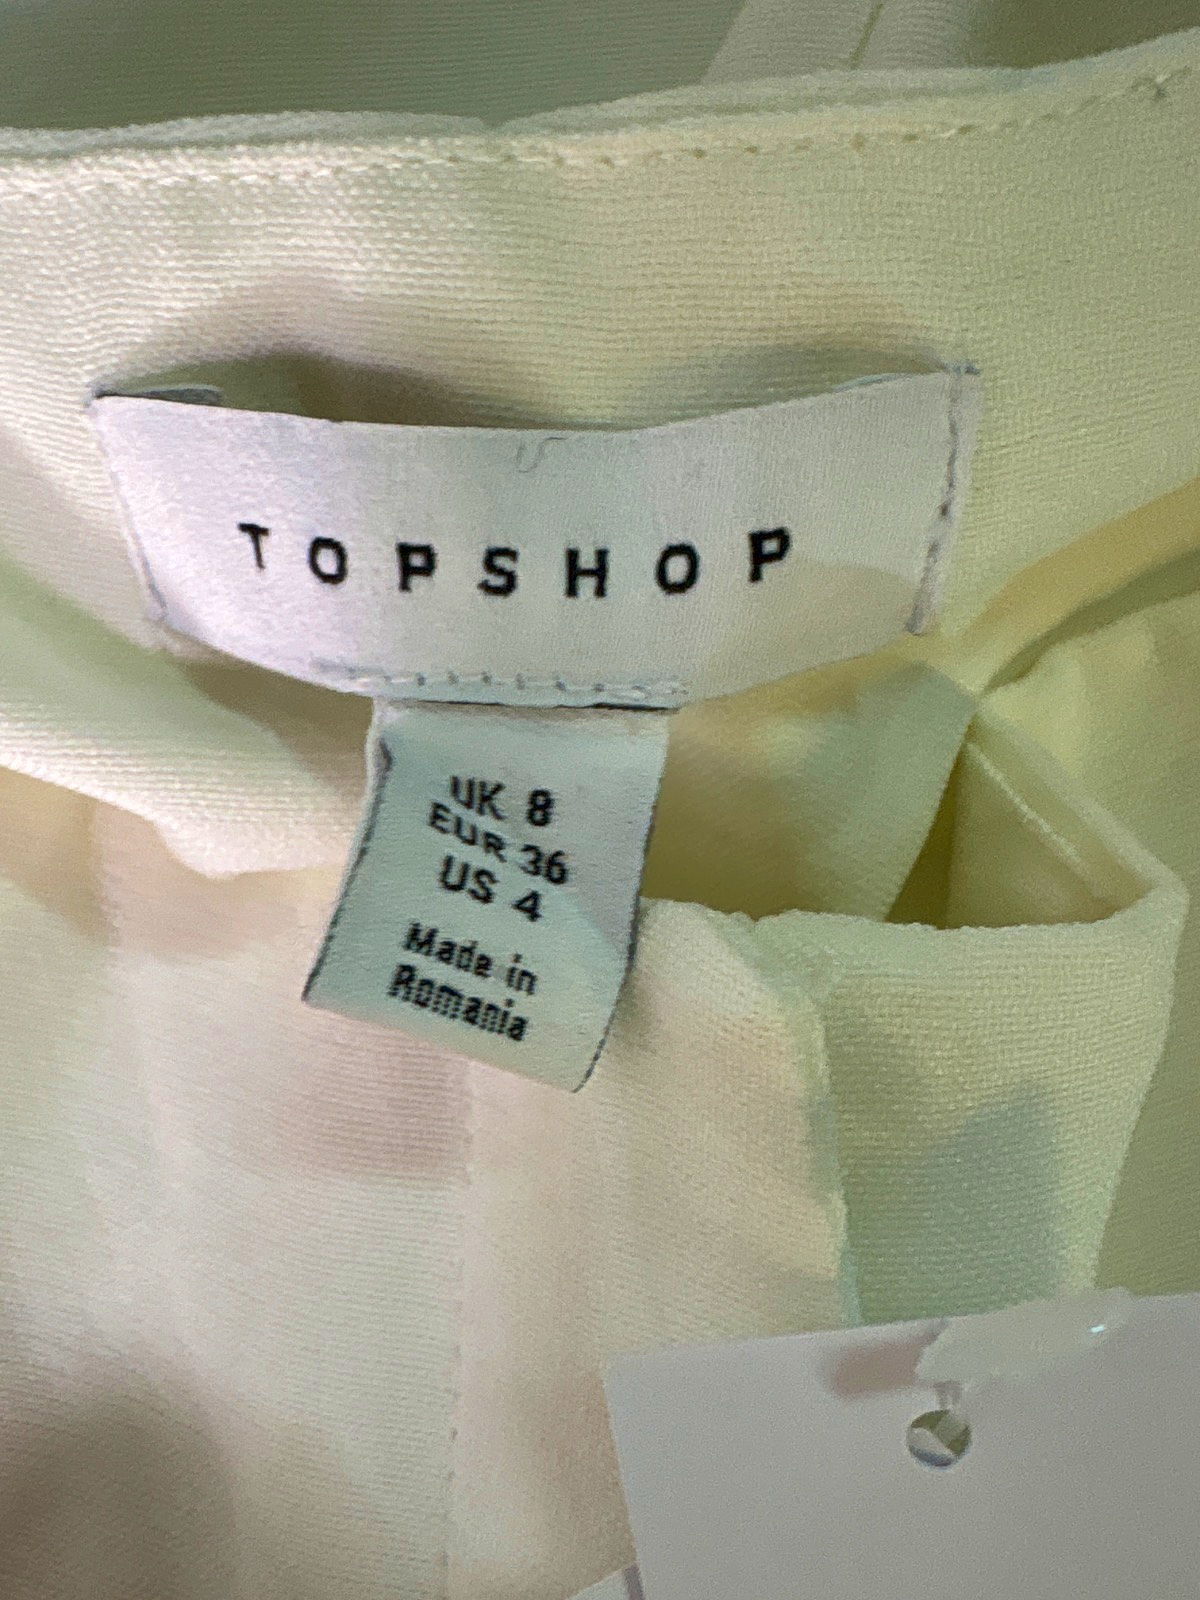 TOPSHOP
UK 8
EUR 36
US 4
Made in
Romania